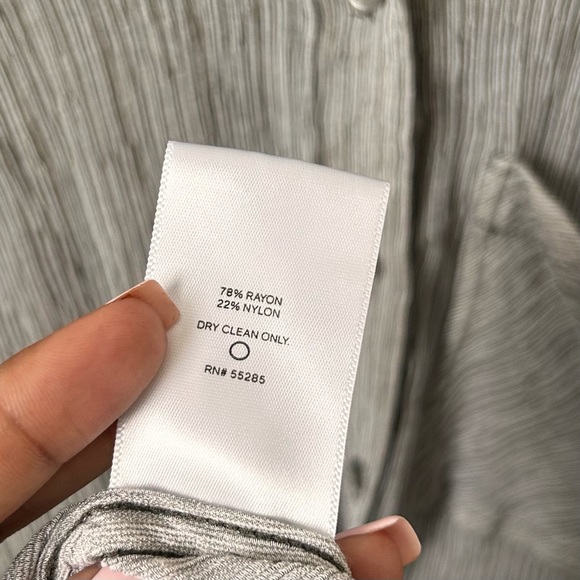 78% RAYON
22% NYLON
DRY CLEAN ONLY.
RN# 55285